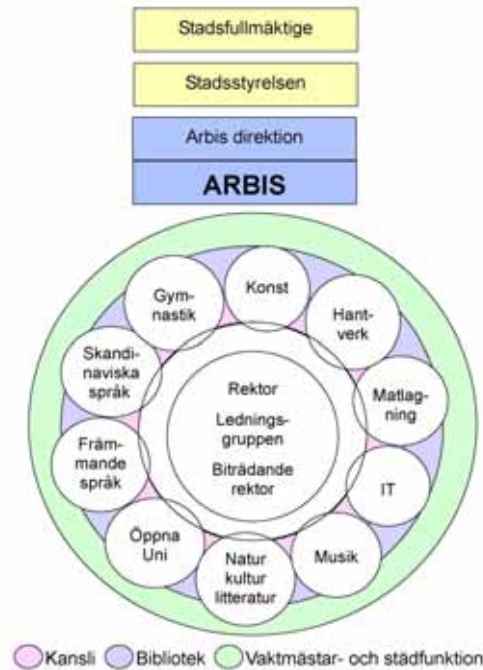 Stadsfullmäktige
Stadsstyrelsen
Arbis direktion
ARBIS
Konst
Hant-
verk
Matlag-
ning
IT
Musik
Natur
kultur
litteratur
Öppna
Uni
Främ-
mande
språk
Skandi-
naviska
språk
Gym-
nastik
Rektor
Lednings-
gruppen
Biträdande
rektor
Kansli
Bibliotek
Vaktmästar- och städfunktion